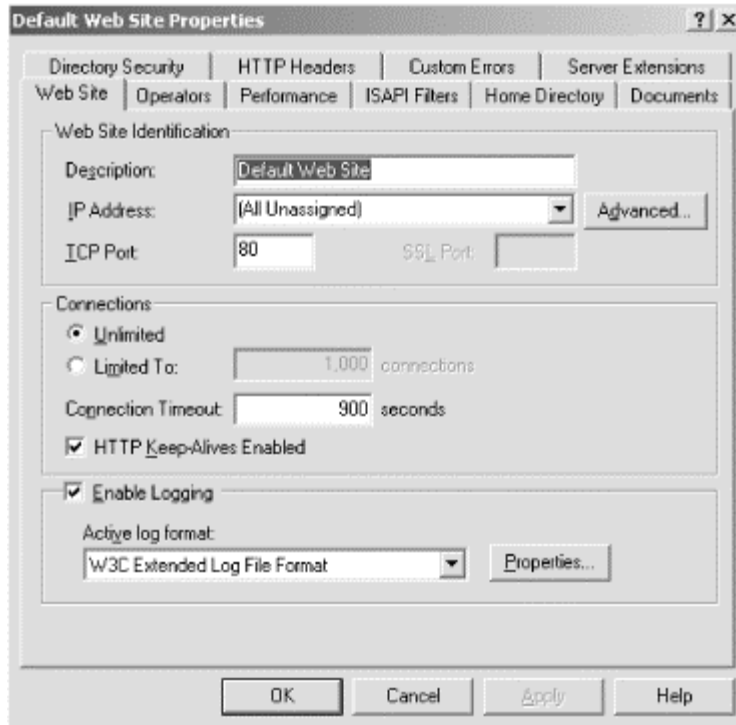 Default Web Site Properties
Directory Security HTTP Headers Custom Errors Server Extensions
Web Site Operators Performance ISAPI Filters Home Directory Documents
Web Site Identification
Description: Default Web Site
IP Address: (All Unassigned) Advanced...
TCP Port: 80 SSL Port:
Connections
Unlimited
Limited To: 1,000 connections
Connection Timeout: 900 seconds
HTTP Keep-Alives Enabled
Enable Logging
Active log format:
W3C Extended Log File Format Properties...
OK Cancel Apply Help